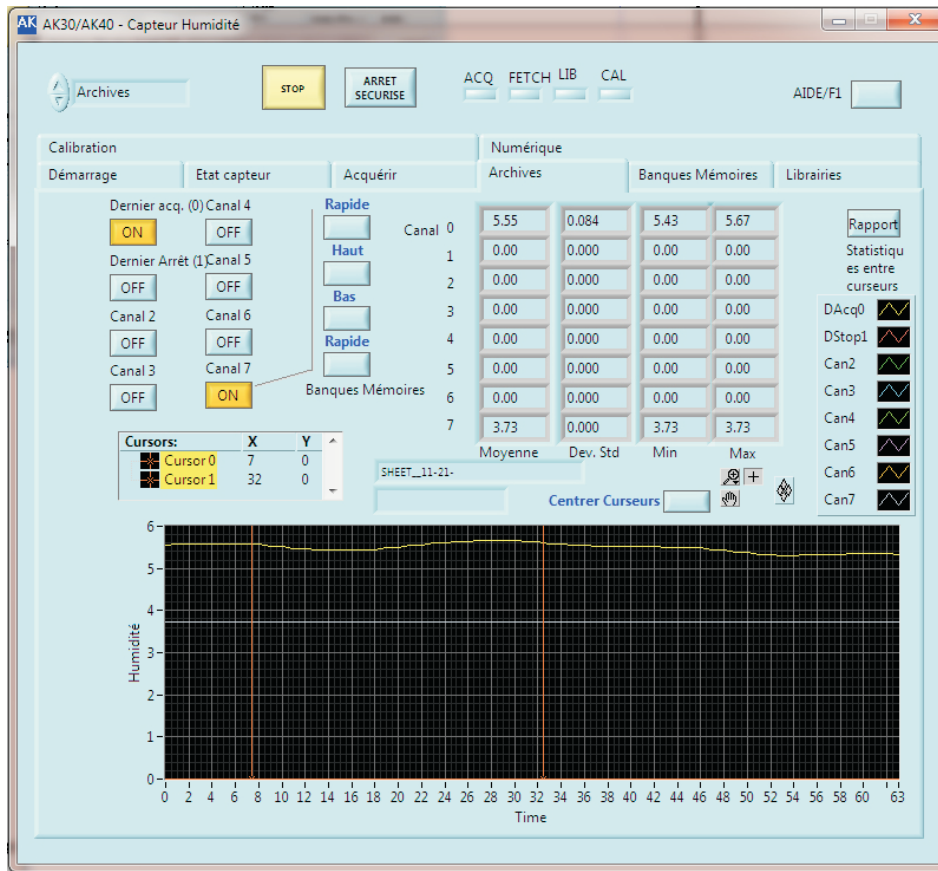 AK AK30/AK40 - Capteur Humidité
Archives
STOP
ARRET
SECURISE
ACQ FETCH LIB CAL
AIDE/F1
Calibration Numérique
Démarrage Etat capteur Acquérir Archives Banques Mémoires Librairies
Dernier acq. (0) Canal 4
ON OFF
Dernier Arrêt (1) Canal 5
OFF OFF
Canal 2 Canal 6
OFF OFF
Canal 3 Canal 7
OFF ON
Rapide
Haut
Bas
Rapide
Banques Mémoires
Canal 0 5.55 0.084 5.43 5.67
1 0.00 0.000 0.00 0.00
2 0.00 0.000 0.00 0.00
3 0.00 0.000 0.00 0.00
4 0.00 0.000 0.00 0.00
5 0.00 0.000 0.00 0.00
6 0.00 0.000 0.00 0.00
7 3.73 0.000 3.73 3.73
Moyenne Dev. Std Min Max
Rapport
Statistiqu
es entre
curseurs
DAcq0
DStop1
Can2
Can3
Can4
Can5
Can6
Can7
Cursors: X Y
Cursor 0 7 0
Cursor 1 32 0
SHEET__11-21-
Centrer Curseurs
Humidité
6
5
4
3
2
1
0
0 2 4 6 8 10 12 14 16 18 20 22 24 26 28 30 32 34 36 38 40 42 44 46 48 50 52 54 56 58 60 63
Time